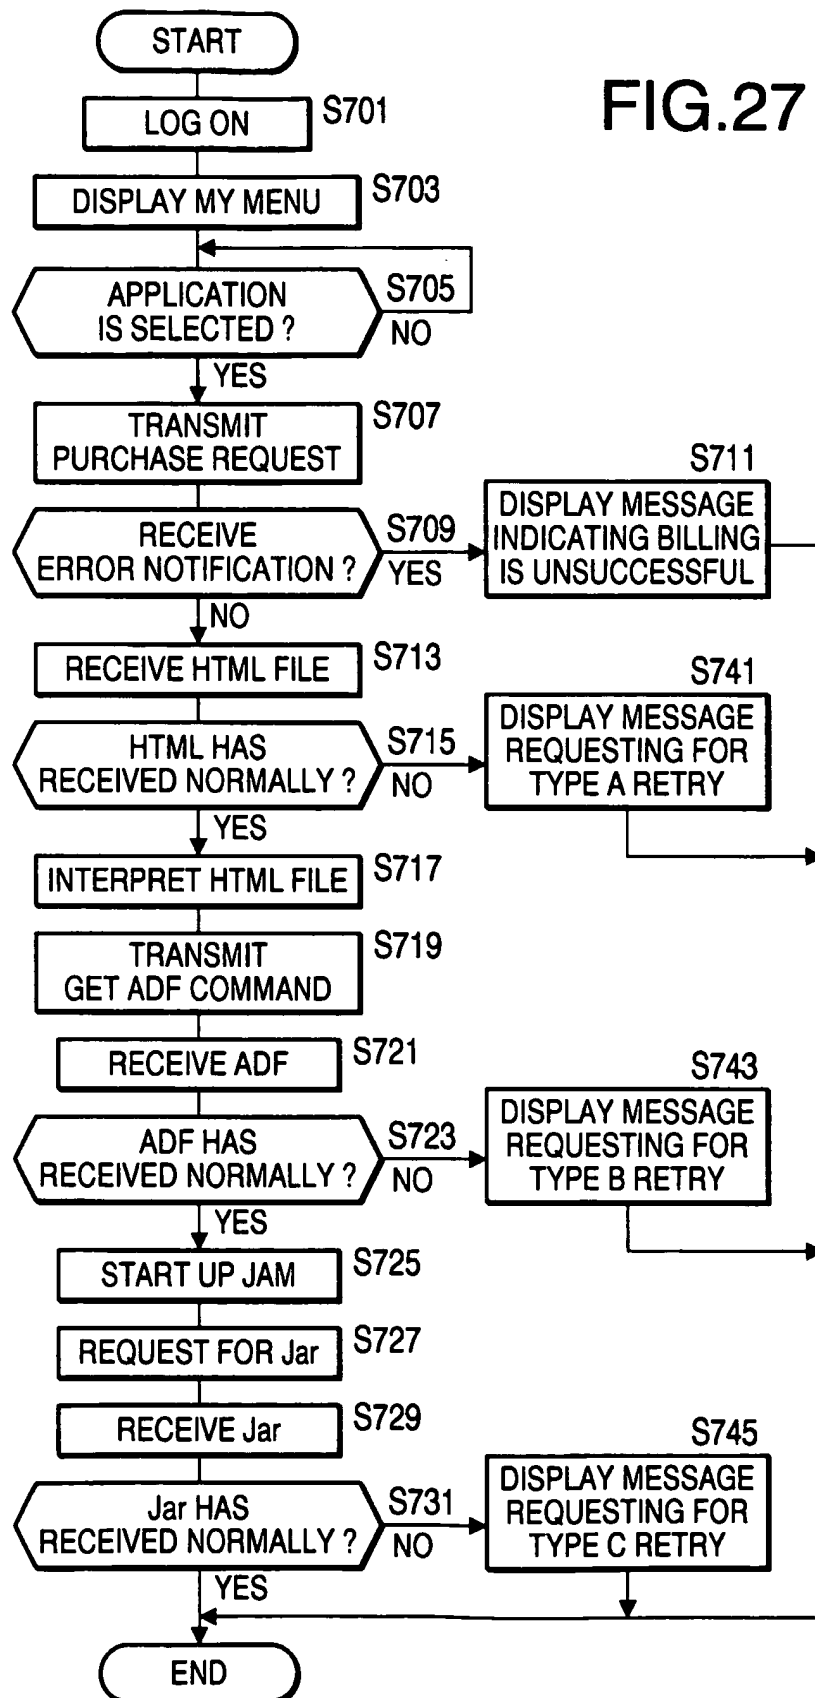 START
FIG.27
LOG ON
S701
DISPLAY MY MENU
S703
APPLICATION
IS SELECTED ?
S705
NO
YES
TRANSMIT
PURCHASE REQUEST
S707
RECEIVE
ERROR NOTIFICATION ?
S709
YES
S711
DISPLAY MESSAGE
INDICATING BILLING
IS UNSUCCESSFUL
NO
RECEIVE HTML FILE
S713
HTML HAS
RECEIVED NORMALLY ?
S715
NO
S741
DISPLAY MESSAGE
REQUESTING FOR
TYPE A RETRY
YES
INTERPRET HTML FILE
S717
TRANSMIT
GET ADF COMMAND
S719
RECEIVE ADF
S721
ADF HAS
RECEIVED NORMALLY ?
S723
NO
S743
DISPLAY MESSAGE
REQUESTING FOR
TYPE B RETRY
YES
START UP JAM
S725
REQUEST FOR Jar
S727
RECEIVE Jar
S729
Jar HAS
RECEIVED NORMALLY ?
S731
NO
S745
DISPLAY MESSAGE
REQUESTING FOR
TYPE C RETRY
YES
END